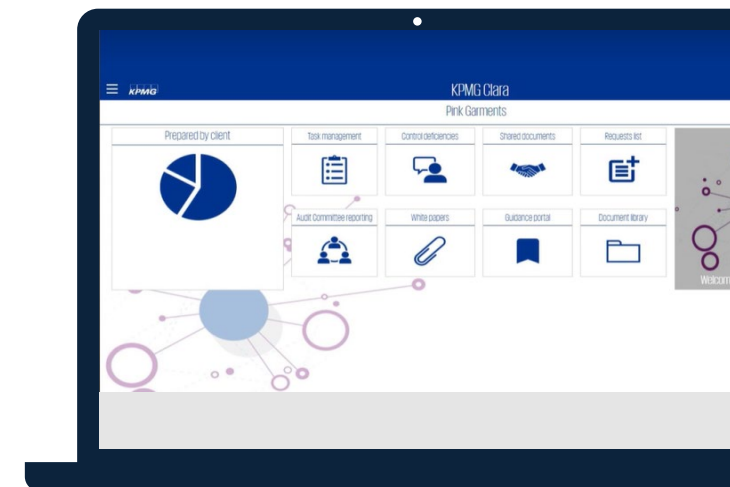 KPMG
KPMG Clara
Pink Garments
Prepared by client
Task management
Control deficiencies
Shared documents
Requests list
Audit Committee reporting
White papers
Guidance portal
Document library